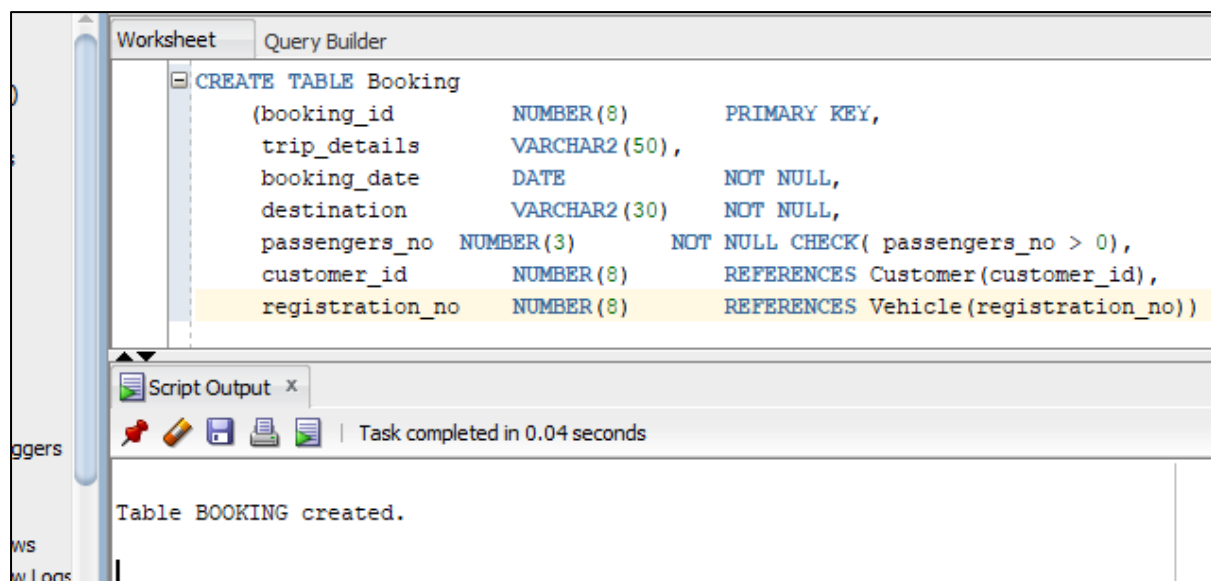 Worksheet Query Builder
CREATE TABLE Booking
(booking_id NUMBER(8) PRIMARY KEY,
trip_details VARCHAR2(50),
booking_date DATE NOT NULL,
destination VARCHAR2(30) NOT NULL,
passengers_no NUMBER(3) NOT NULL CHECK( passengers_no > 0),
customer_id NUMBER(8) REFERENCES Customer(customer_id),
registration_no NUMBER(8) REFERENCES Vehicle(registration_no))
Script Output x
Task completed in 0.04 seconds
ggers
Table BOOKING created.
ws
w Logs